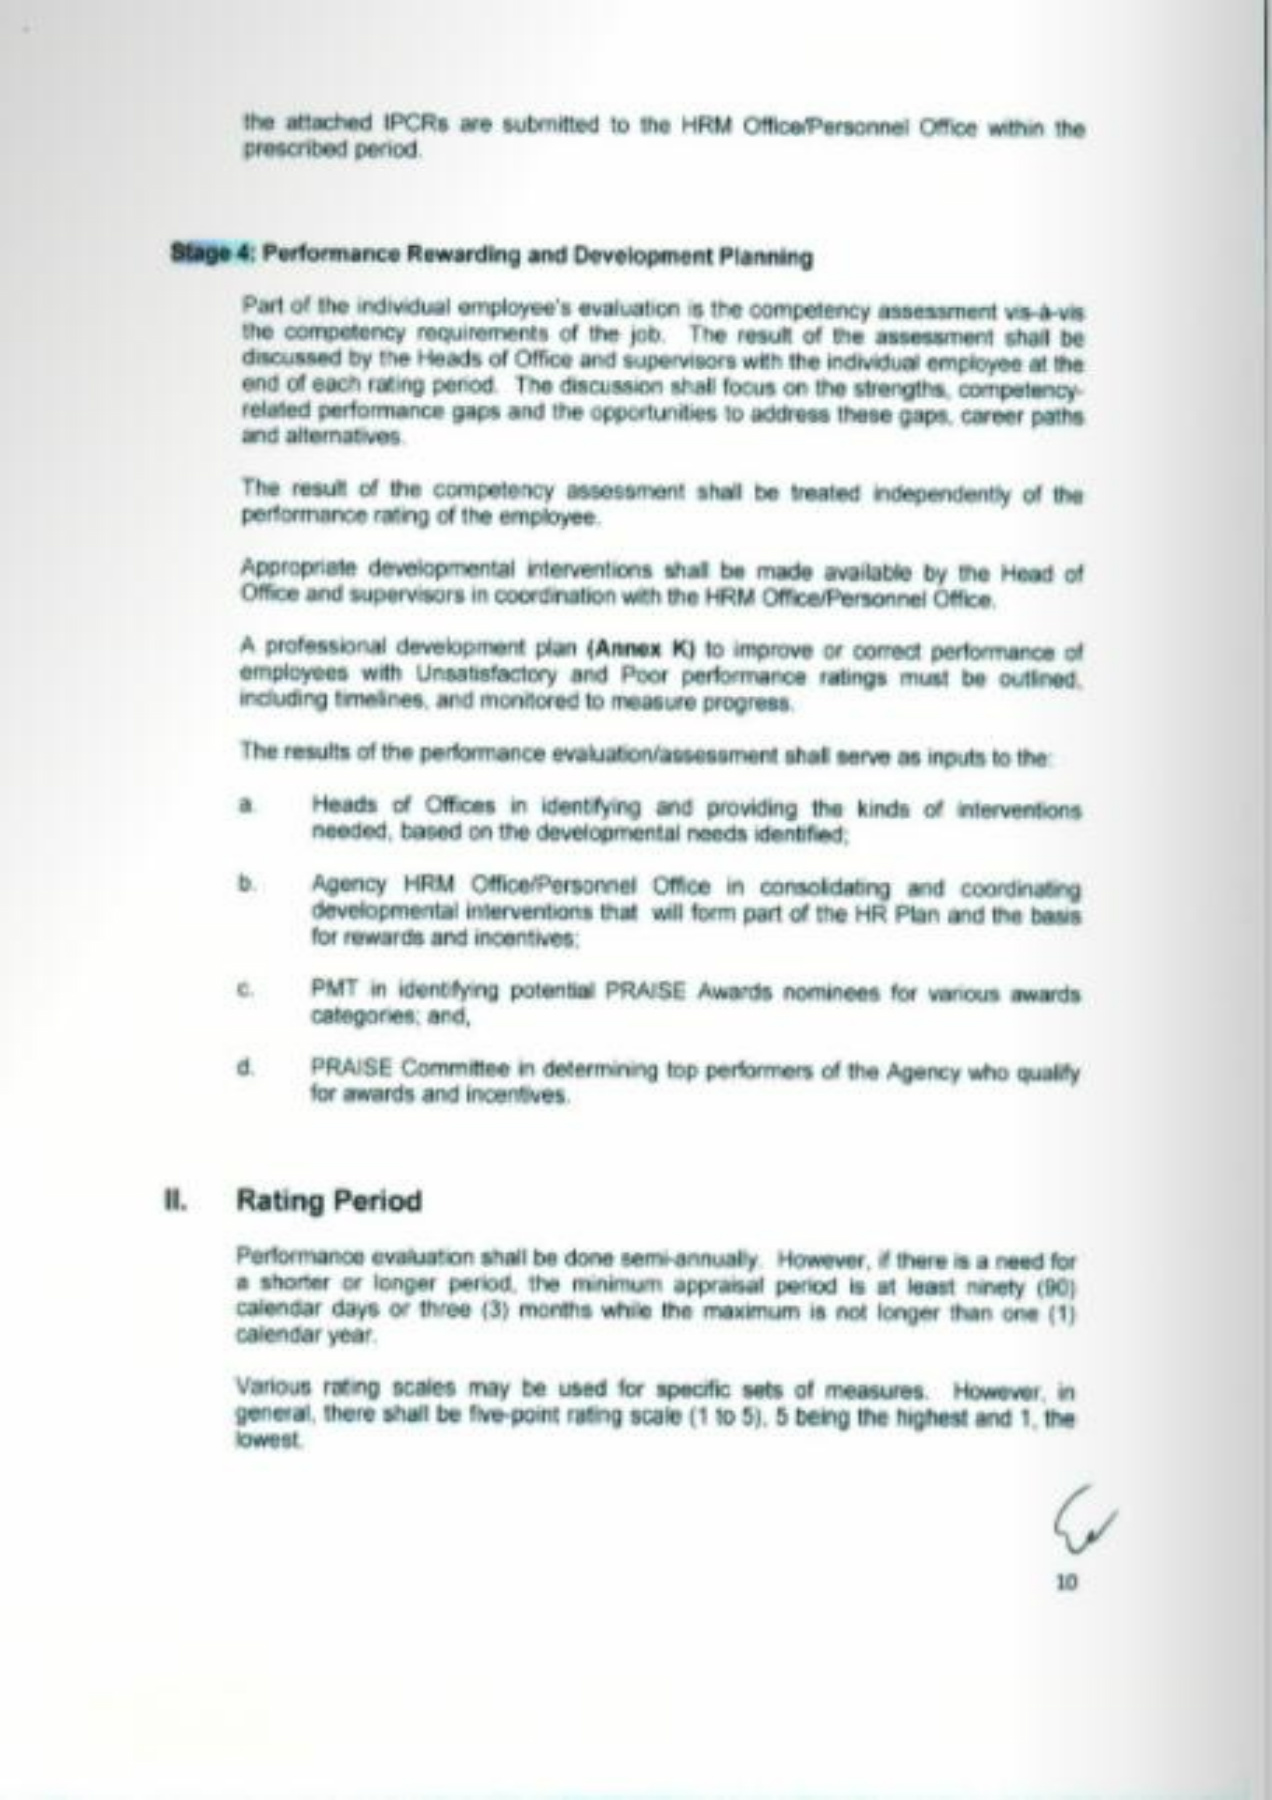 the attached IPCRs are submitted to the HRM Office/Personnel Office within the
prescribed period.
Stage 4: Performance Rewarding and Development Planning
Part of the individual employee's evaluation is the competency assessment vis-à-vis
the competency requirements of the job. The result of the assessment shall be
discussed by the Heads of Office and supervisors with the individual employee at the
end of each rating period. The discussion shall focus on the strengths, competency-
related performance gaps and the opportunities to address these gaps, career paths
and alternatives.
The result of the competency assessment shall be treated independently of the
performance rating of the employee.
Appropriate developmental interventions shall be made available by the Head of
Office and supervisors in coordination with the HRM Office/Personnel Office.
A professional development plan (Annex K) to improve or correct performance of
employees with Unsatisfactory and Poor performance ratings must be outlined,
including timelines, and monitored to measure progress.
The results of the performance evaluation/assessment shall serve as inputs to the:
a. Heads of Offices in identifying and providing the kinds of interventions
needed, based on the developmental needs identified;
b. Agency HRM Office/Personnel Office in consolidating and coordinating
developmental interventions that will form part of the HR Plan and the basis
for rewards and incentives;
c. PMT in identifying potential PRAISE Awards nominees for various awards
categories; and,
d. PRAISE Committee in determining top performers of the Agency who qualify
for awards and incentives.
II. Rating Period
Performance evaluation shall be done semi-annually. However, if there is a need for
a shorter or longer period, the minimum appraisal period is at least ninety (90)
calendar days or three (3) months while the maximum is not longer than one (1)
calendar year.
Various rating scales may be used for specific sets of measures. However, in
general, there shall be five-point rating scale (1 to 5), 5 being the highest and 1, the
lowest.
10